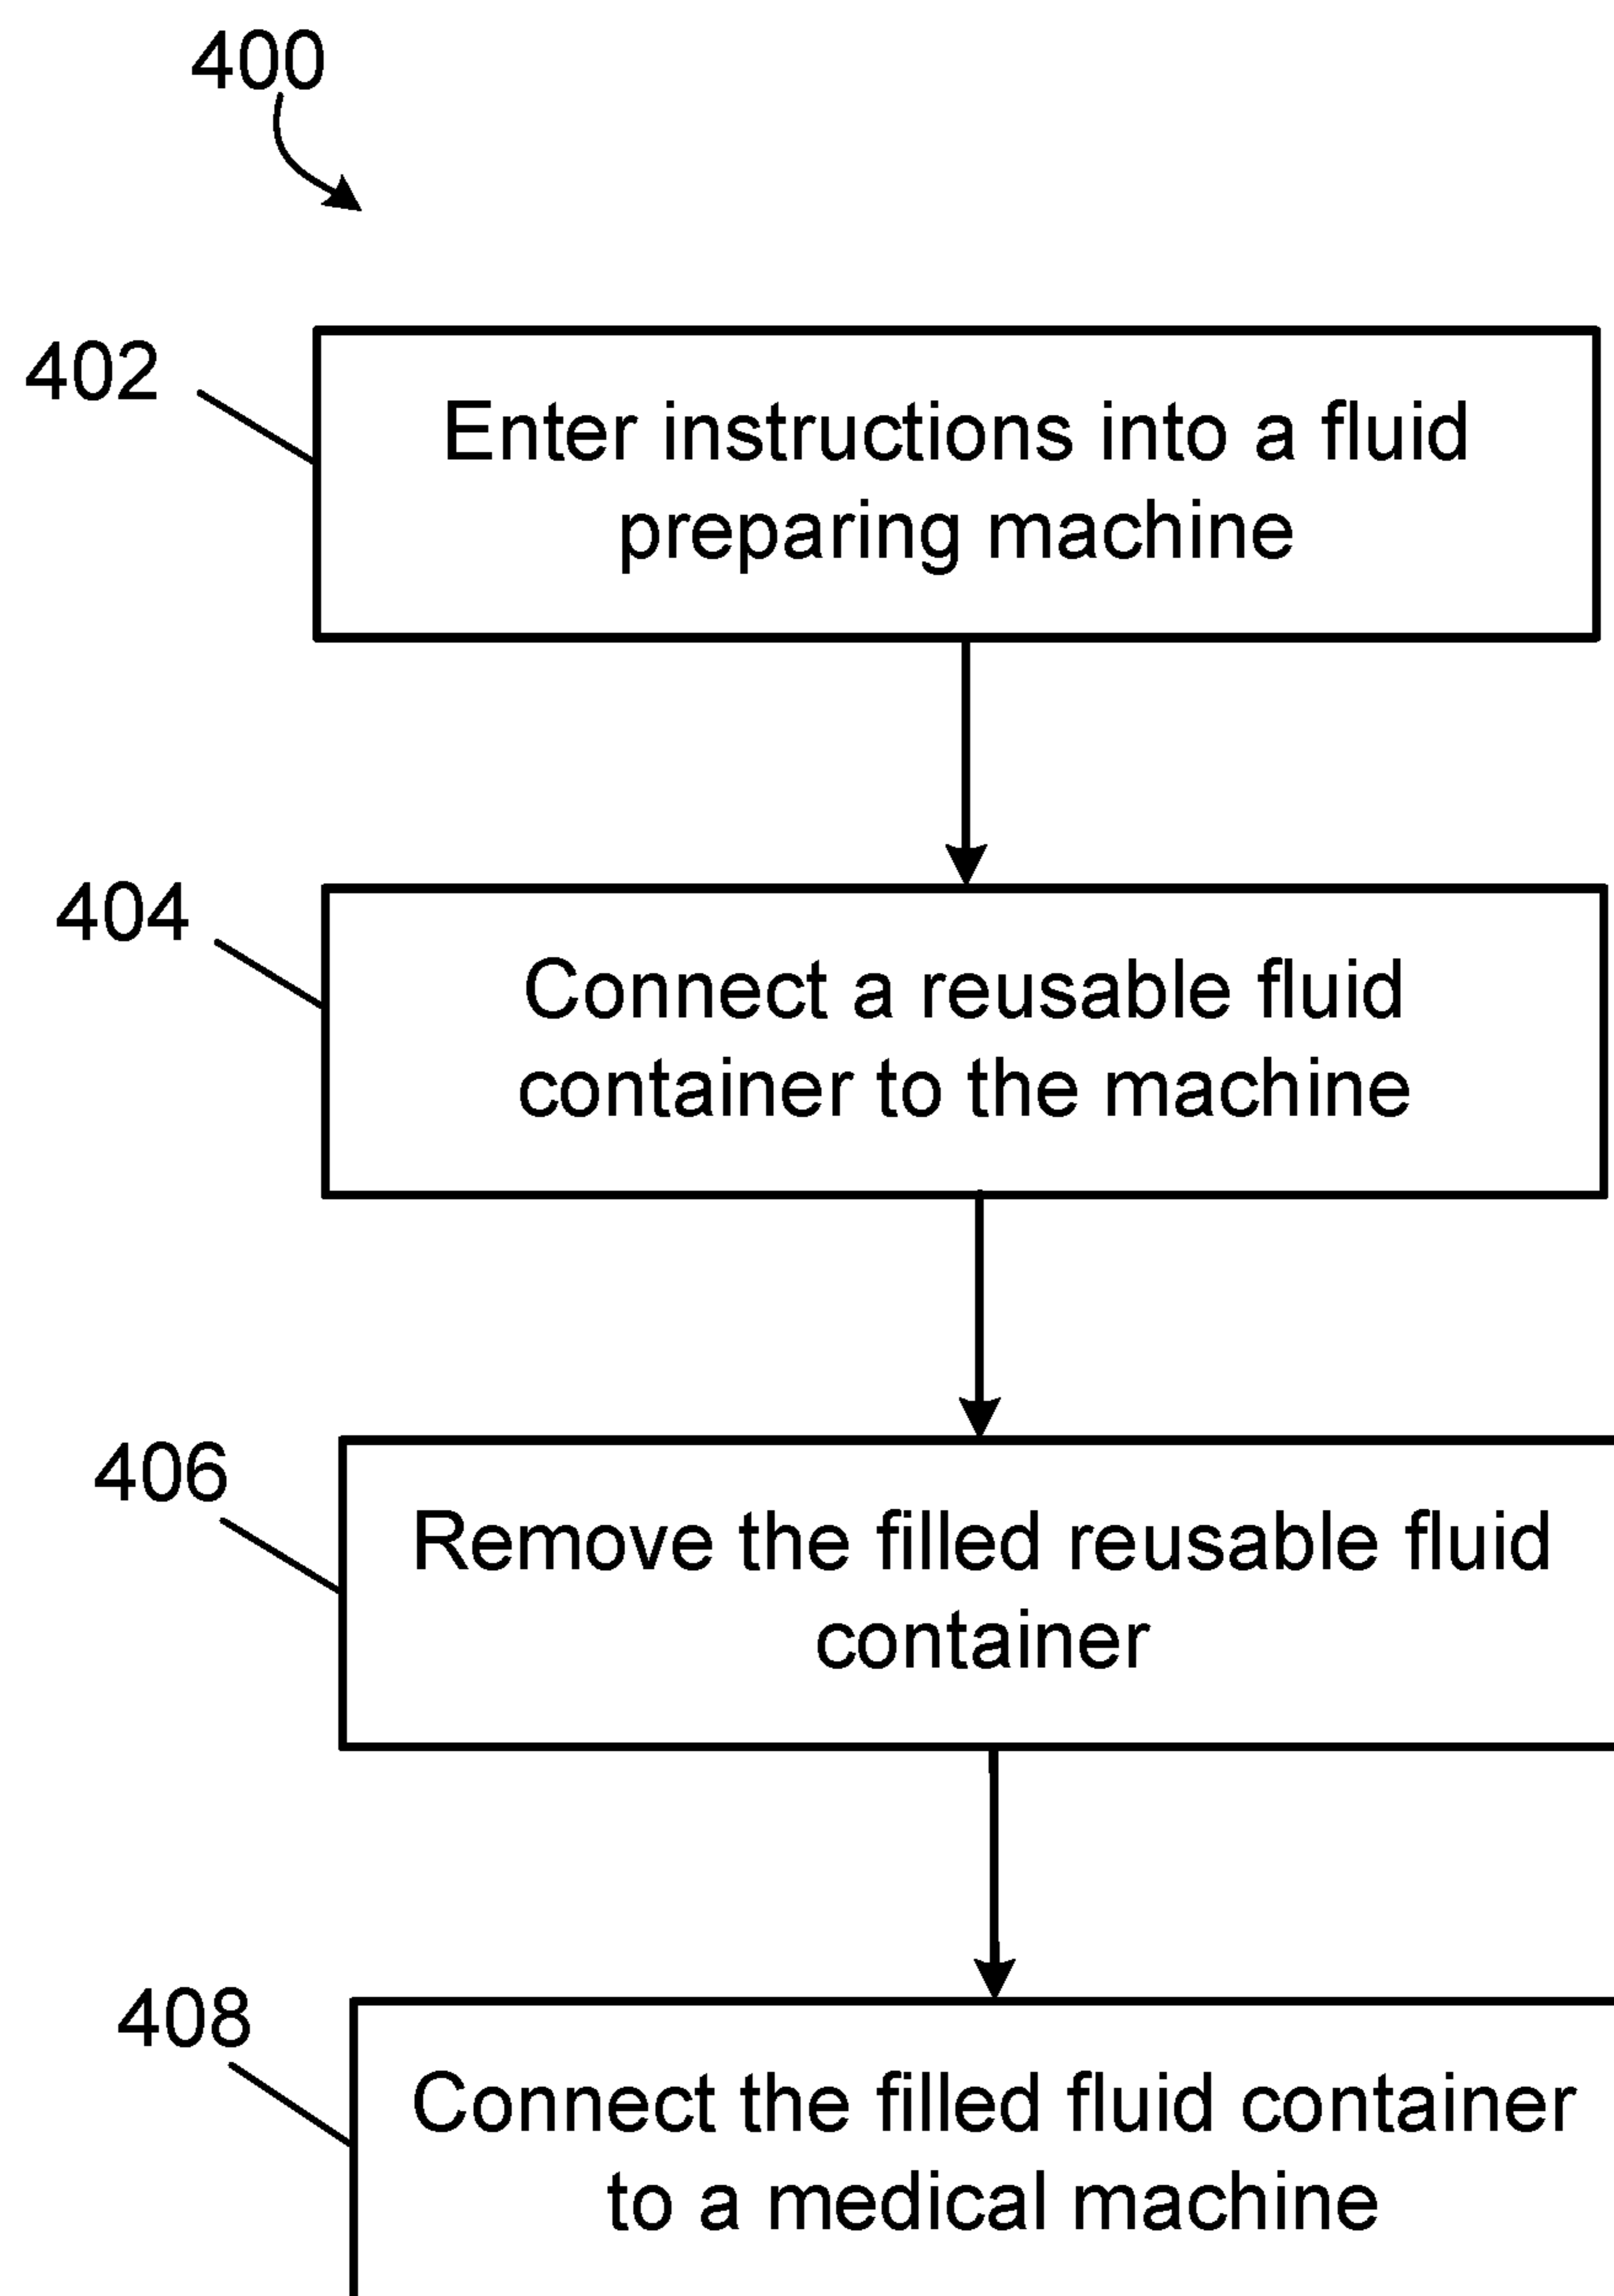 400
402
Enter instructions into a fluid
preparing machine
404
Connect a reusable fluid
container to the machine
406
Remove the filled reusable fluid
container
408
Connect the filled fluid container
to a medical machine